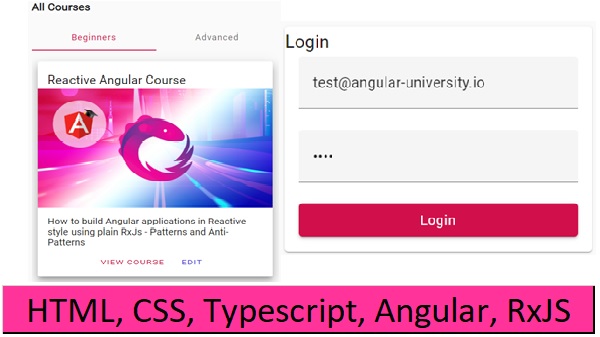 All Courses
Beginners Advanced
Reactive Angular Course
A
How to build Angular applications in Reactive
style using plain RxJs - Patterns and Anti-
Patterns
VIEW COURSE EDIT
Login
test@angular-university.io
••••
Login
HTML, CSS, Typescript, Angular, RxJS